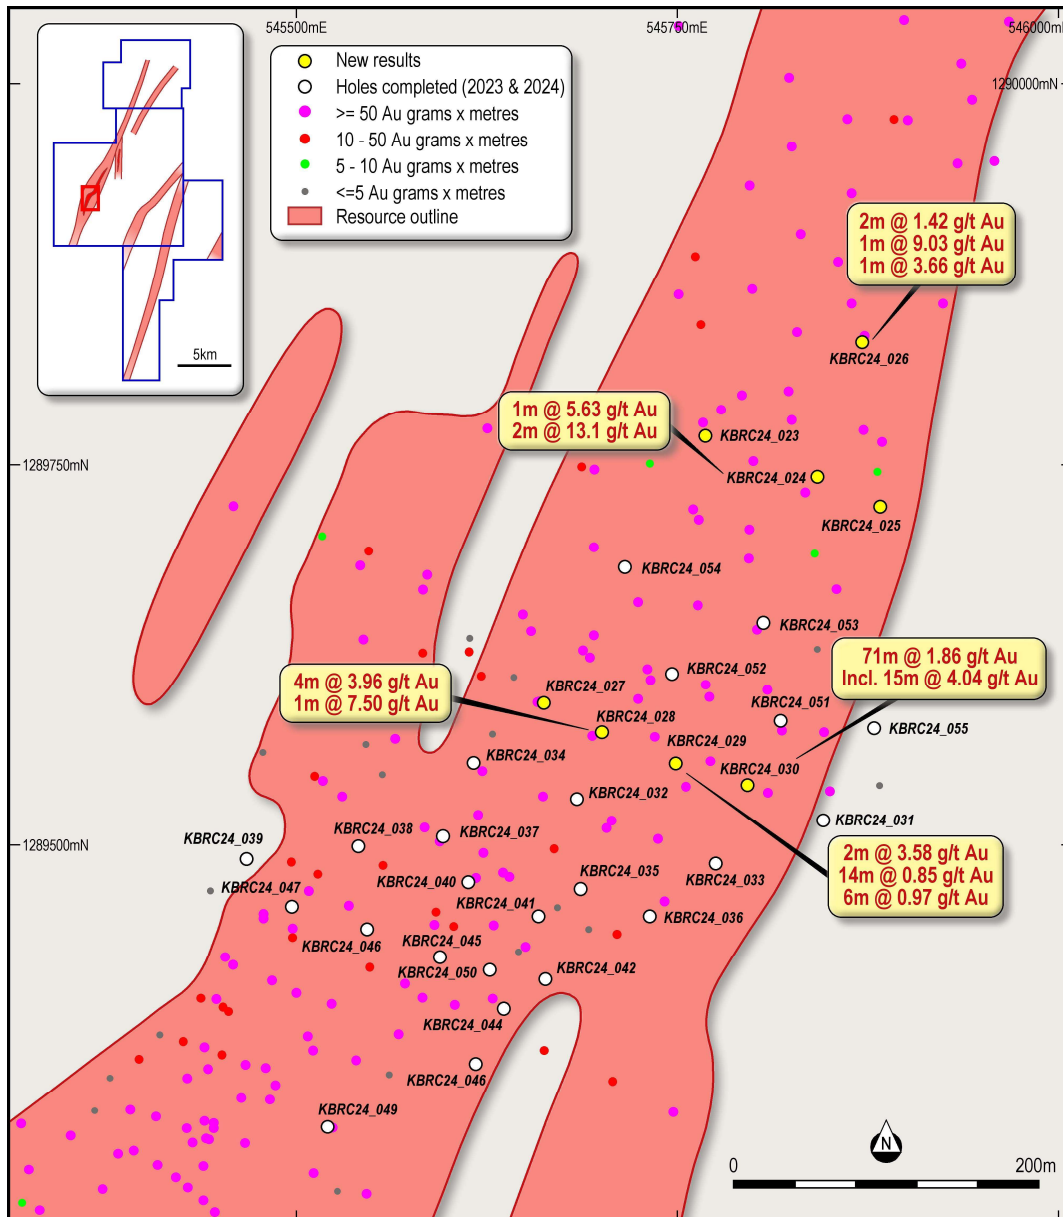 545500mE
545750mE
546000mE
1290000mN
New results
Holes completed (2023 & 2024)
>= 50 Au grams x metres
10 - 50 Au grams x metres
5 - 10 Au grams x metres
<=5 Au grams x metres
Resource outline
5km
2m @ 1.42 g/t Au
1m @ 9.03 g/t Au
1m @ 3.66 g/t Au
KBRC24_026
1m @ 5.63 g/t Au
2m @ 13.1 g/t Au
KBRC24_023
1289750mN
KBRC24_024
KBRC24_025
KBRC24_054
KBRC24_053
71m @ 1.86 g/t Au
Incl. 15m @ 4.04 g/t Au
KBRC24_052
4m @ 3.96 g/t Au
1m @ 7.50 g/t Au
KBRC24_027
KBRC24_051
KBRC24_028
KBRC24_055
KBRC24_029
KBRC24_034
KBRC24_030
KBRC24_032
KBRC24_031
KBRC24_038
KBRC24_037
KBRC24_039
1289500mN
2m @ 3.58 g/t Au
14m @ 0.85 g/t Au
6m @ 0.97 g/t Au
KBRC24_035
KBRC24_033
KBRC24_040
KBRC24_047
KBRC24_041
KBRC24_036
KBRC24_045
KBRC24_046
KBRC24_042
KBRC24_050
KBRC24_044
KBRC24_046
KBRC24_049
N
0
200m